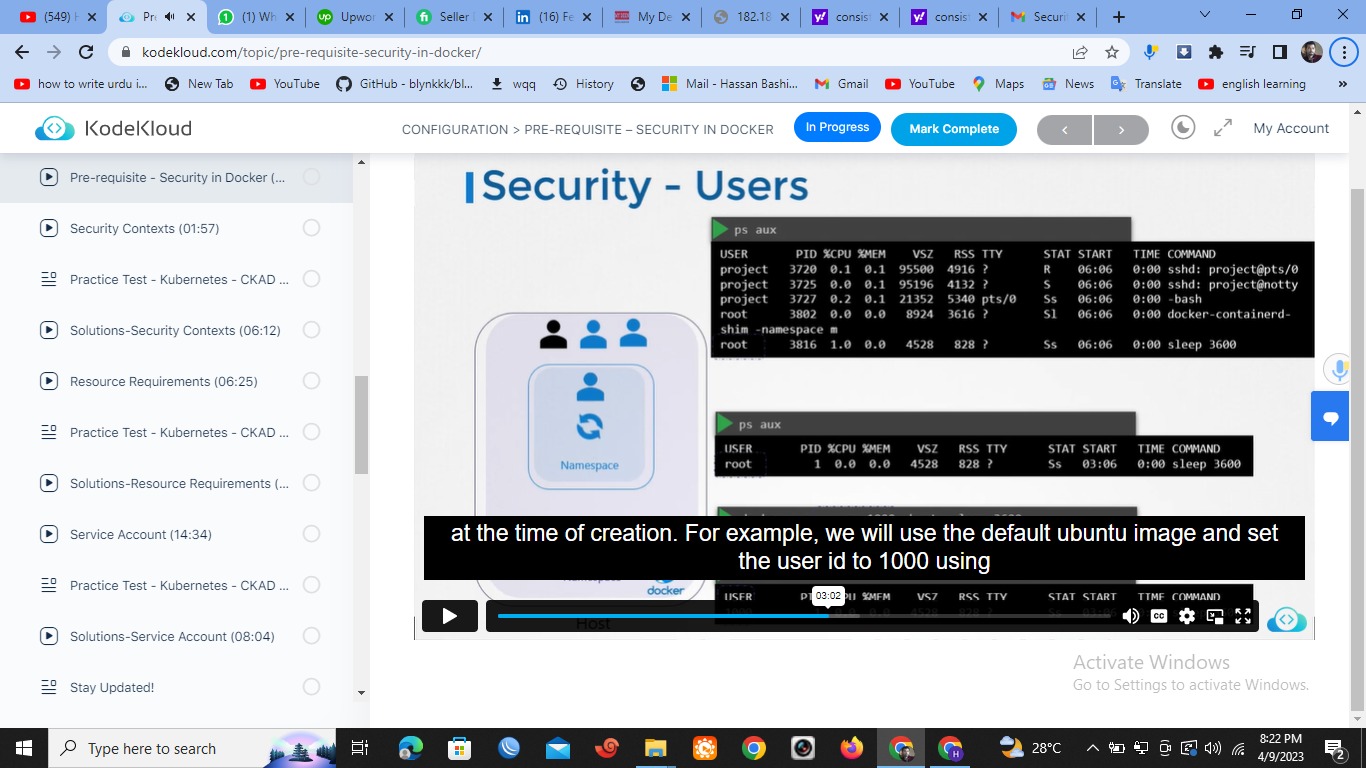 (549) H
Pre
(1) Wh
Upwor
Seller
(16) Fe
My De
182.18
consist
consist
Securit
kodekloud.com/topic/pre-requisite-security-in-docker/
how to write urdu i...
New Tab
YouTube
GitHub - blynkkk/bl...
wqq
History
Mail - Hassan Bashi...
Gmail
YouTube
Maps
News
Translate
english learning
»
KodeKloud
CONFIGURATION > PRE-REQUISITE – SECURITY IN DOCKER
In Progress
Mark Complete
<
>
My Account
Pre-requisite - Security in Docker (...
Security Contexts (01:57)
Practice Test - Kubernetes - CKAD ...
Solutions-Security Contexts (06:12)
Resource Requirements (06:25)
Practice Test - Kubernetes - CKAD ...
Solutions-Resource Requirements (...
Service Account (14:34)
Practice Test - Kubernetes - CKAD ...
Solutions-Service Account (08:04)
Stay Updated!
Security - Users
ps aux
USER PID %CPU %MEM VSZ RSS TTY STAT START TIME COMMAND
project 3720 0.1 0.1 95500 4916 ? R 06:06 0:00 sshd: project@pts/0
project 3725 0.0 0.1 95196 4132 ? S 06:06 0:00 sshd: project@notty
project 3727 0.2 0.1 21352 5340 pts/0 Ss 06:06 0:00 -bash
root 3802 0.0 0.0 8924 3616 ? Sl 06:06 0:00 docker-containerd-
shim -namespace m
root 3816 1.0 0.0 4528 828 ? Ss 06:06 0:00 sleep 3600
Namespace
ps aux
USER PID %CPU %MEM VSZ RSS TTY STAT START TIME COMMAND
root 1 0.0 0.0 4528 828 ? Ss 03:06 0:00 sleep 3600
at the time of creation. For example, we will use the default ubuntu image and set
the user id to 1000 using
docker
USER %MEM VSZ RSS TTY STAT START TIME COMMAND
03:02
CC
Host
Activate Windows
Go to Settings to activate Windows.
Type here to search
28°C
8:22 PM
4/9/2023
2